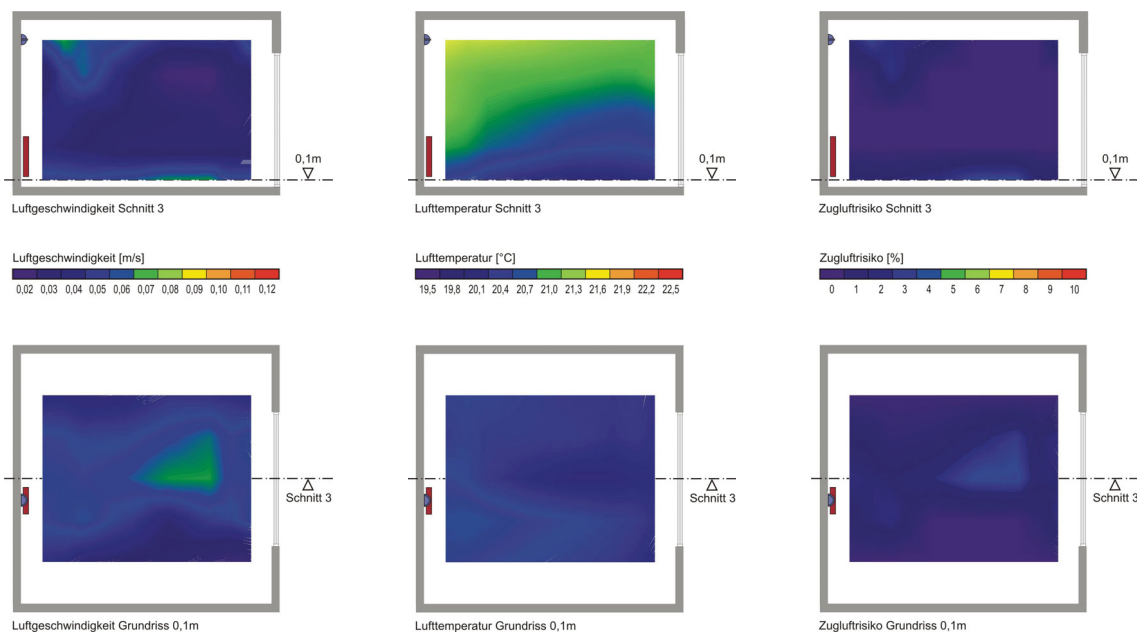 0,1m
0,1m
0,1m
Luftgeschwindigkeit Schnitt 3
Lufttemperatur Schnitt 3
Zugluftrisiko Schnitt 3
Luftgeschwindigkeit [m/s]
0,02 0,03 0,04 0,05 0,06 0,07 0,08 0,09 0,10 0,11 0,12
Lufttemperatur [°C]
19,5 19,8 20,1 20,4 20,7 21,0 21,3 21,6 21,9 22,2 22,5
Zugluftrisiko [%]
0 1 2 3 4 5 6 7 8 9 10
Schnitt 3
Schnitt 3
Schnitt 3
Luftgeschwindigkeit Grundriss 0,1m
Lufttemperatur Grundriss 0,1m
Zugluftrisiko Grundriss 0,1m